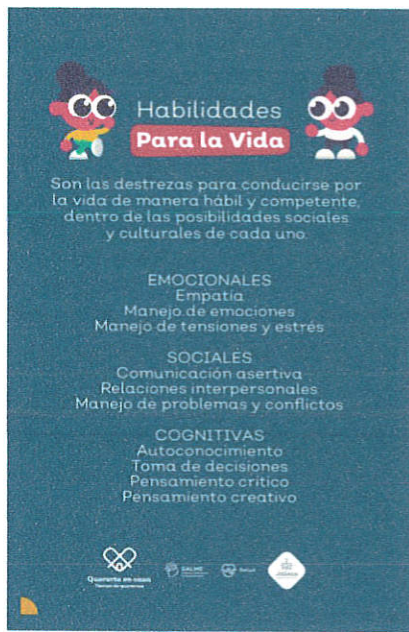 Habilidades
Para la Vida
Son las destrezas para conducirse por
la vida de manera hábil y competente,
dentro de las posibilidades sociales
y culturales de cada uno.
EMOCIONALES
Empatía
Manejo de emociones
Manejo de tensiones y estrés
SOCIALES
Comunicación asertiva
Relaciones interpersonales
Manejo de problemas y conflictos
COGNITIVAS
Autoconocimiento
Toma de decisiones
Pensamiento crítico
Pensamiento creativo
Quererte en casa
Salud